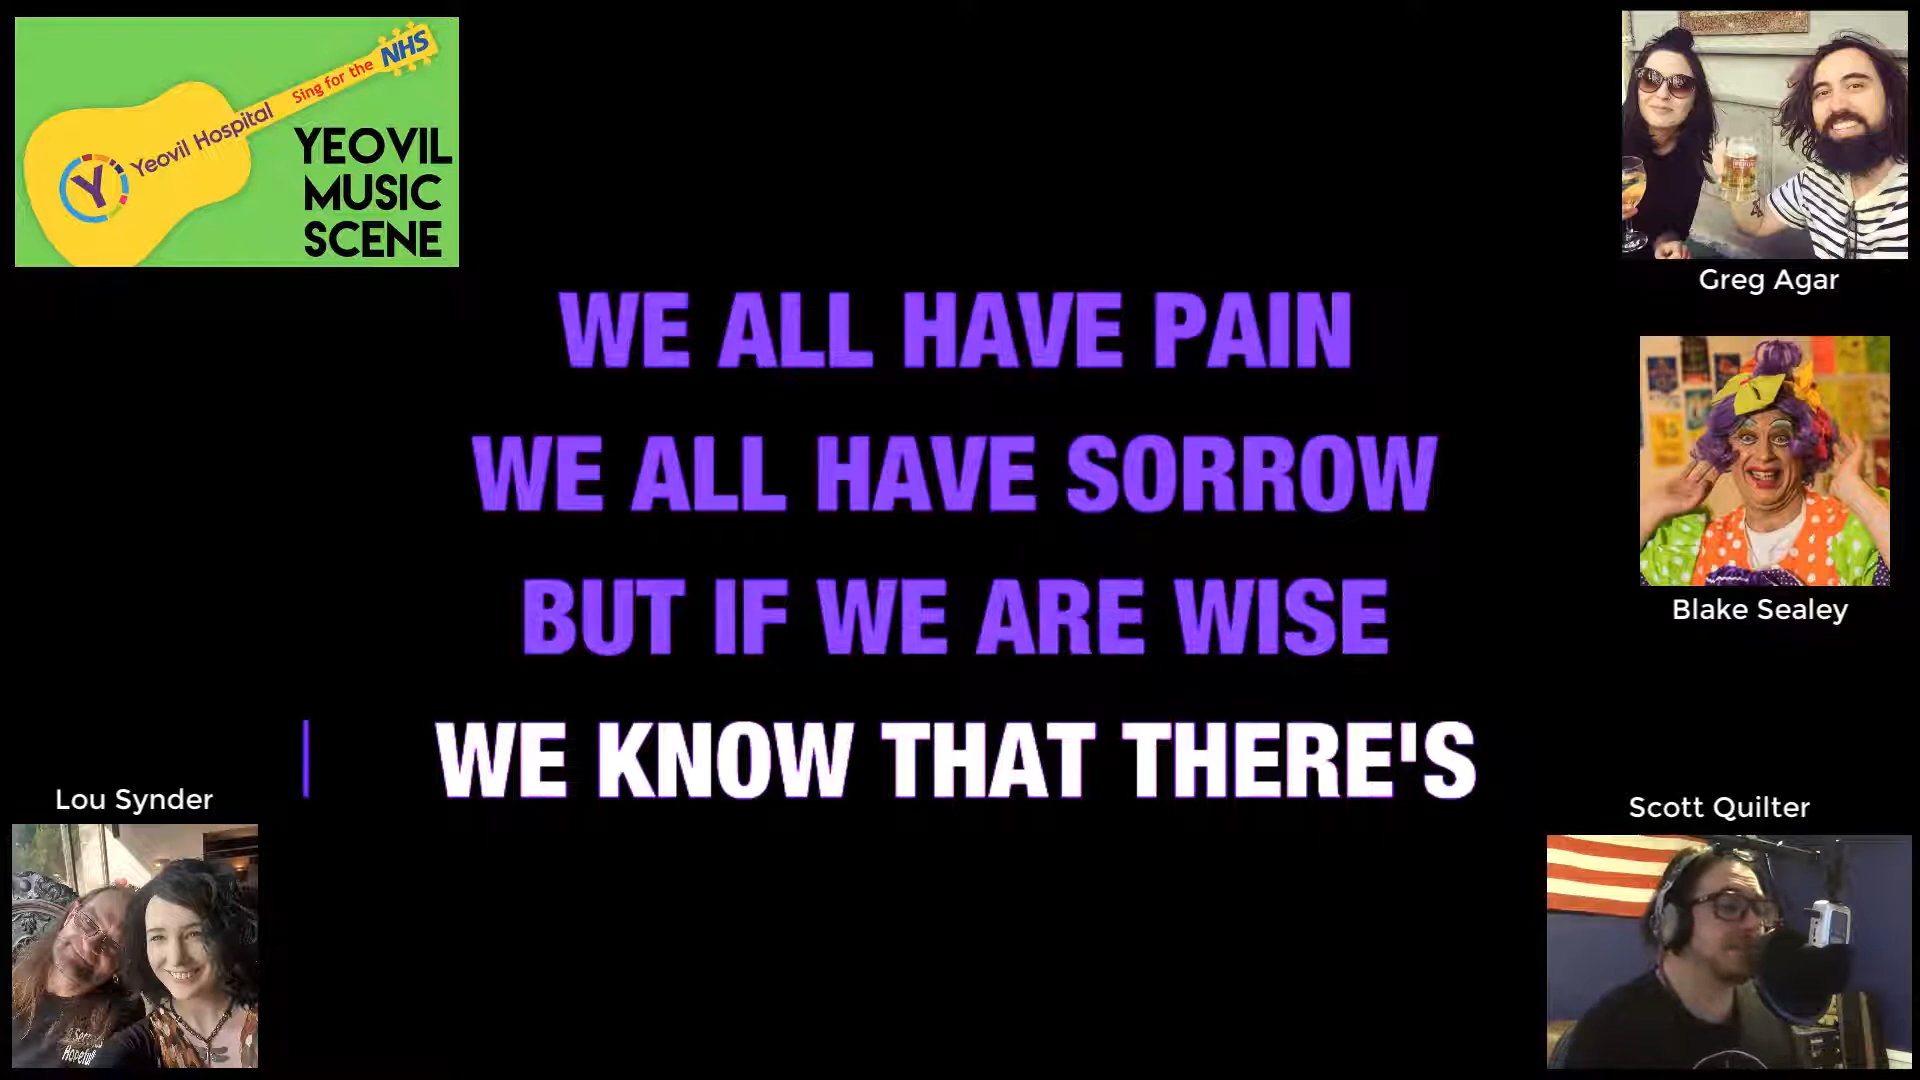 Yeovil Hospital Sing for the NHS
Y
YEOVIL
MUSIC
SCENE
Greg Agar
WE ALL HAVE PAIN
WE ALL HAVE SORROW
BUT IF WE ARE WISE
WE KNOW THAT THERE'S
Blake Sealey
Lou Synder
Scott Quilter
Hopeful